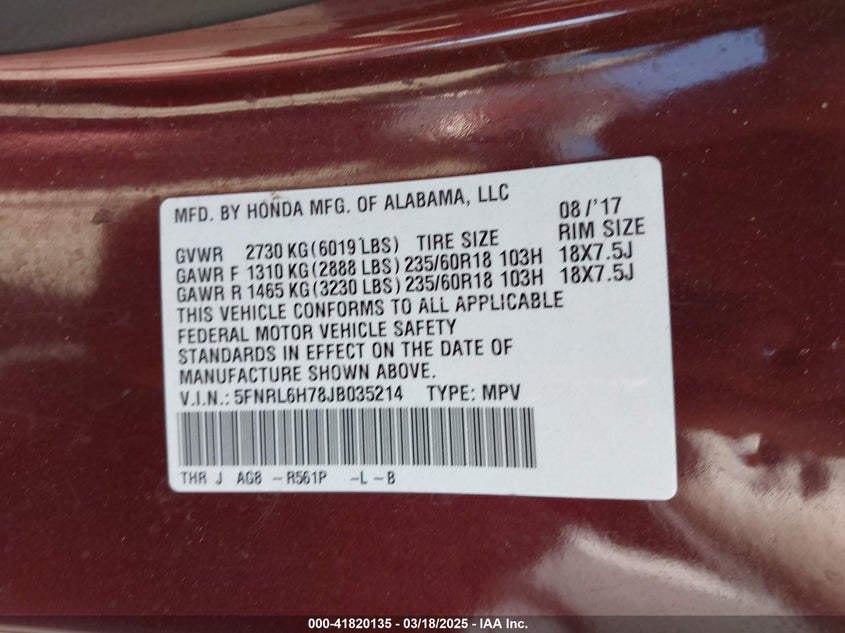 MFD. BY HONDA MFG. OF ALABAMA, LLC 08/'17
GVWR 2730 KG(6019 LBS) TIRE SIZE RIM SIZE
GAWR F 1310 KG(2888 LBS) 235/60R18 103H 18X7.5J
GAWR R 1465 KG(3230 LBS) 235/60R18 103H 18X7.5J
THIS VEHICLE CONFORMS TO ALL APPLICABLE
FEDERAL MOTOR VEHICLE SAFETY
STANDARDS IN EFFECT ON THE DATE OF
MANUFACTURE SHOWN ABOVE.
V.I.N.: 5FNRL6H78JB035214 TYPE: MPV
THR J AG8 -R561P -L -B
000-41820135 - 03/18/2025 - IAA Inc.